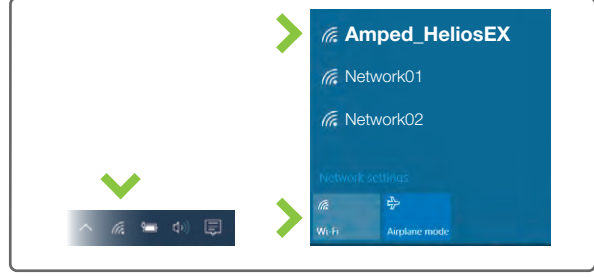 Amped_HeliosEX
Network01
Network02
Network settings
Wi-Fi
Airplane mode